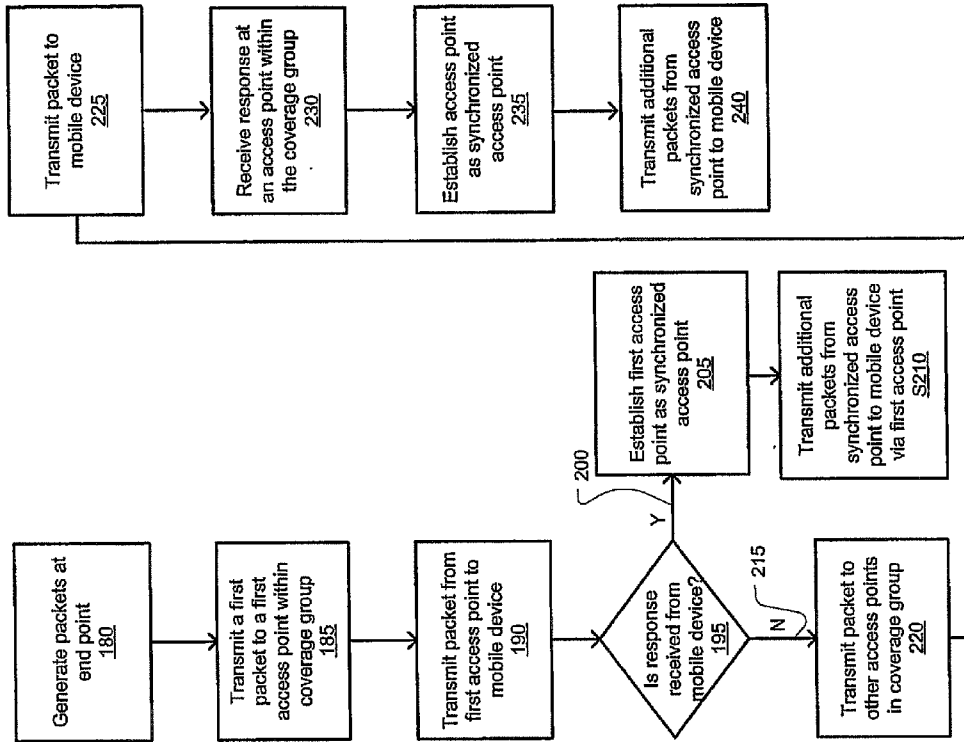 Generate packets at
end point
180
Transmit a first
packet to a first
access point within
coverage group
185
Transmit packet from
first access point to
mobile device
190
Is response
received from
mobile device?
195
Y
200
Establish first access
point as synchronized
access point
205
Transmit additional
packets from
synchronized access
point to mobile device
via first access point
S210
N
215
Transmit packet to
other access points
in coverage group
220
Transmit packet to
mobile device
225
Receive response at
an access point within
the coverage group
230
Establish access point
as synchronized
access point
235
Transmit additional
packets from
synchronized access
point to mobile device
240